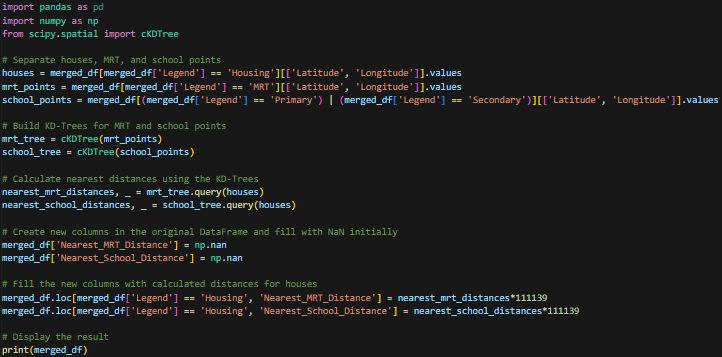 import pandas as pd
import numpy as np
from scipy.spatial import cKDTree
# Separate houses, MRT, and school points
houses = merged_df[merged_df['Legend'] == 'Housing'][['Latitude', 'Longitude']].values
mrt_points = merged_df[merged_df['Legend'] == 'MRT'][['Latitude', 'Longitude']].values
school_points = merged_df[(merged_df['Legend'] == 'Primary') | (merged_df['Legend'] == 'Secondary')][['Latitude', 'Longitude']].values
# Build KD-Trees for MRT and school points
mrt_tree = cKDTree(mrt_points)
school_tree = cKDTree(school_points)
# Calculate nearest distances using the KD-Trees
nearest_mrt_distances, _ = mrt_tree.query(houses)
nearest_school_distances, _ = school_tree.query(houses)
# Create new columns in the original DataFrame and fill with NaN initially
merged_df['Nearest_MRT_Distance'] = np.nan
merged_df['Nearest_School_Distance'] = np.nan
# Fill the new columns with calculated distances for houses
merged_df.loc[merged_df['Legend'] == 'Housing', 'Nearest_MRT_Distance'] = nearest_mrt_distances*111139
merged_df.loc[merged_df['Legend'] == 'Housing', 'Nearest_School_Distance'] = nearest_school_distances*111139
# Display the result
print(merged_df)